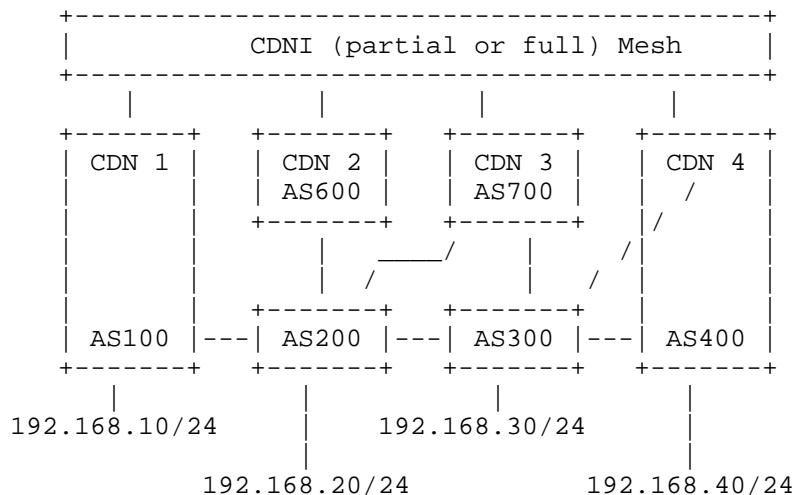 CDNI (partial or full) Mesh
CDN 1 CDN 2 CDN 3 CDN 4
AS600 AS700
AS100 AS200 AS300 AS400
192.168.10/24 192.168.30/24
192.168.20/24 192.168.40/24